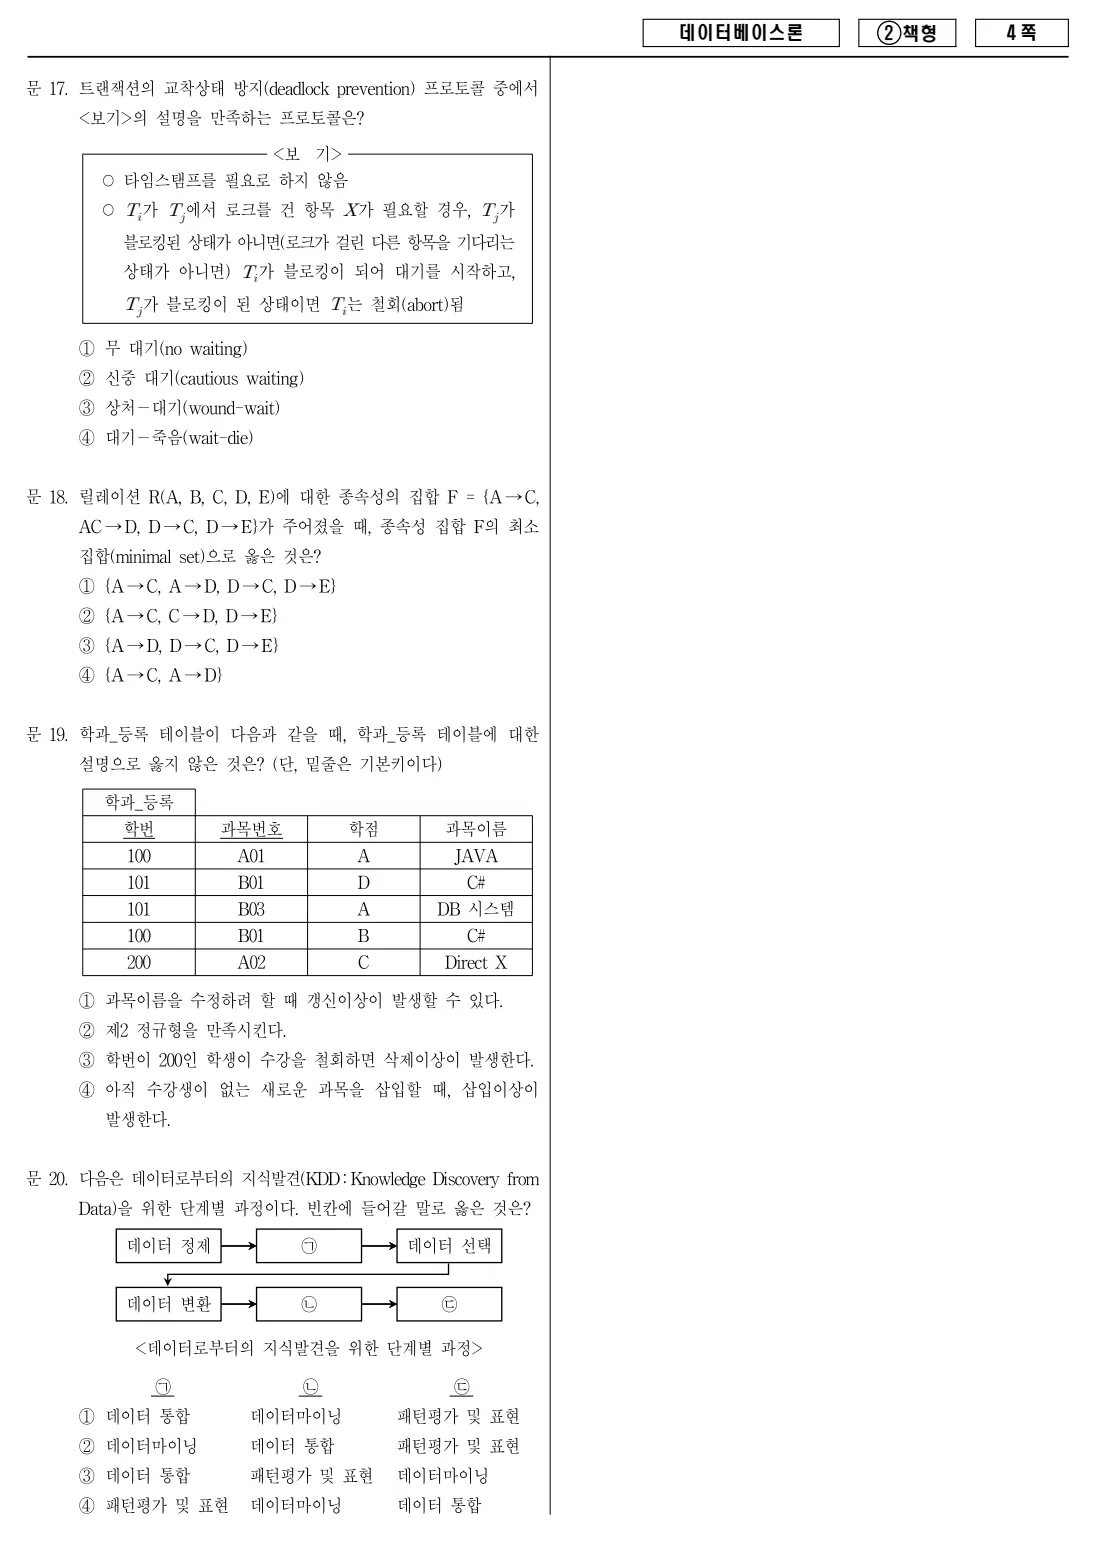 데이터베이스론 ②책형 4쪽
문 17. 트랜잭션의 교착상태 방지(deadlock prevention) 프로토콜 중에서
<보기>의 설명을 만족하는 프로토콜은?
<보 기>
○ 타임스탬프를 필요로 하지 않음
○ Ti가 Tj에서 로크를 건 항목 X가 필요할 경우, Tj가
블로킹된 상태가 아니면(로크가 걸린 다른 항목을 기다리는
상태가 아니면) Ti가 블로킹이 되어 대기를 시작하고,
Tj가 블로킹이 된 상태이면 Ti는 철회(abort)됨
① 무 대기(no waiting)
② 신중 대기(cautious waiting)
③ 상처-대기(wound-wait)
④ 대기-죽음(wait-die)
문 18. 릴레이션 R(A, B, C, D, E)에 대한 종속성의 집합 F = {A→C,
AC→D, D→C, D→E}가 주어졌을 때, 종속성 집합 F의 최소
집합(minimal set)으로 옳은 것은?
① {A→C, A→D, D→C, D→E}
② {A→C, C→D, D→E}
③ {A→D, D→C, D→E}
④ {A→C, A→D}
문 19. 학과_등록 테이블이 다음과 같을 때, 학과_등록 테이블에 대한
설명으로 옳지 않은 것은? (단, 밑줄은 기본키이다)
학과_등록
학번 과목번호 학점 과목이름
100 A01 A JAVA
101 B01 D C#
101 B03 A DB 시스템
100 B01 B C#
200 A02 C Direct X
① 과목이름을 수정하려 할 때 갱신이상이 발생할 수 있다.
② 제2 정규형을 만족시킨다.
③ 학번이 200인 학생이 수강을 철회하면 삭제이상이 발생한다.
④ 아직 수강생이 없는 새로운 과목을 삽입할 때, 삽입이상이
발생한다.
문 20. 다음은 데이터로부터의 지식발견(KDD:Knowledge Discovery from
Data)을 위한 단계별 과정이다. 빈칸에 들어갈 말로 옳은 것은?
데이터 정제 ㉠ 데이터 선택
데이터 변환 ㉡ ㉢
<데이터로부터의 지식발견을 위한 단계별 과정>
㉠ ㉡ ㉢
① 데이터 통합 데이터마이닝 패턴평가 및 표현
② 데이터마이닝 데이터 통합 패턴평가 및 표현
③ 데이터 통합 패턴평가 및 표현 데이터마이닝
④ 패턴평가 및 표현 데이터마이닝 데이터 통합